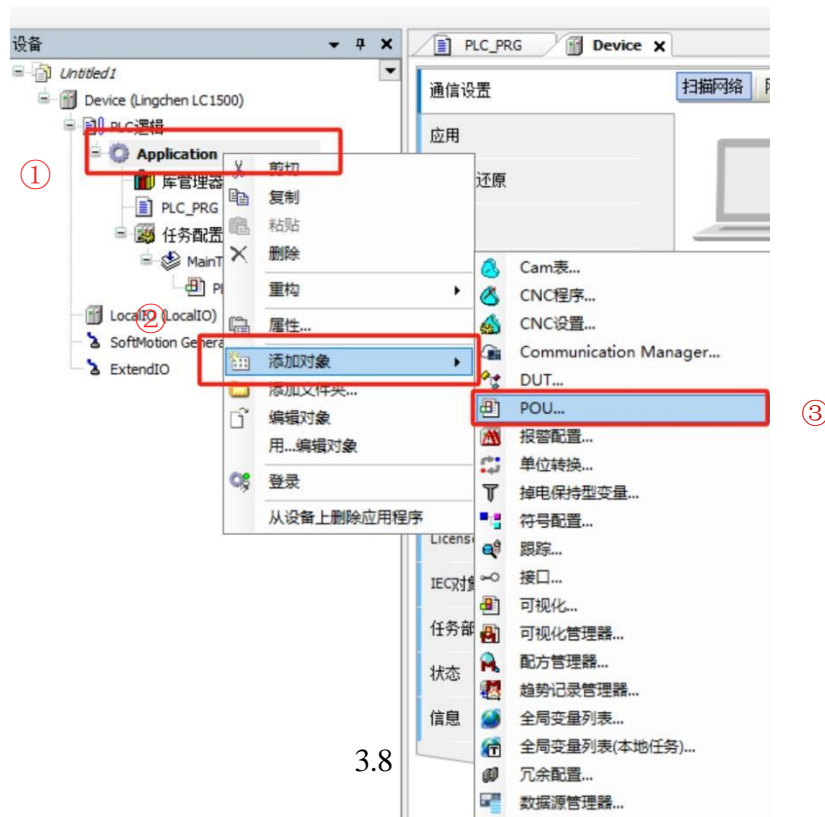 设备
PLC_PRG
Device
Untitled1
Device (Lingchen LC1500)
PLC逻辑
Application
①
库管理器
PLC_PRG
任务配置
MainT
LocalIO (LocalIO)
②
SoftMotion Genera
ExtendIO
剪切
复制
粘贴
删除
重构
属性...
添加对象
添加文件夹...
编辑对象
用...编辑对象
登录
从设备上删除应用程序
通信设置
扫描网络
应用
还原
IEC对象
任务部
状态
信息
Cam表...
CNC程序...
CNC设置...
Communication Manager...
DUT...
POU...
③
报警配置...
单位转换...
掉电保持型变量...
符号配置...
跟踪...
接口...
可视化...
可视化管理器...
配方管理器...
趋势记录管理器...
全局变量列表...
全局变量列表(本地任务)...
冗余配置...
数据源管理器...
3.8